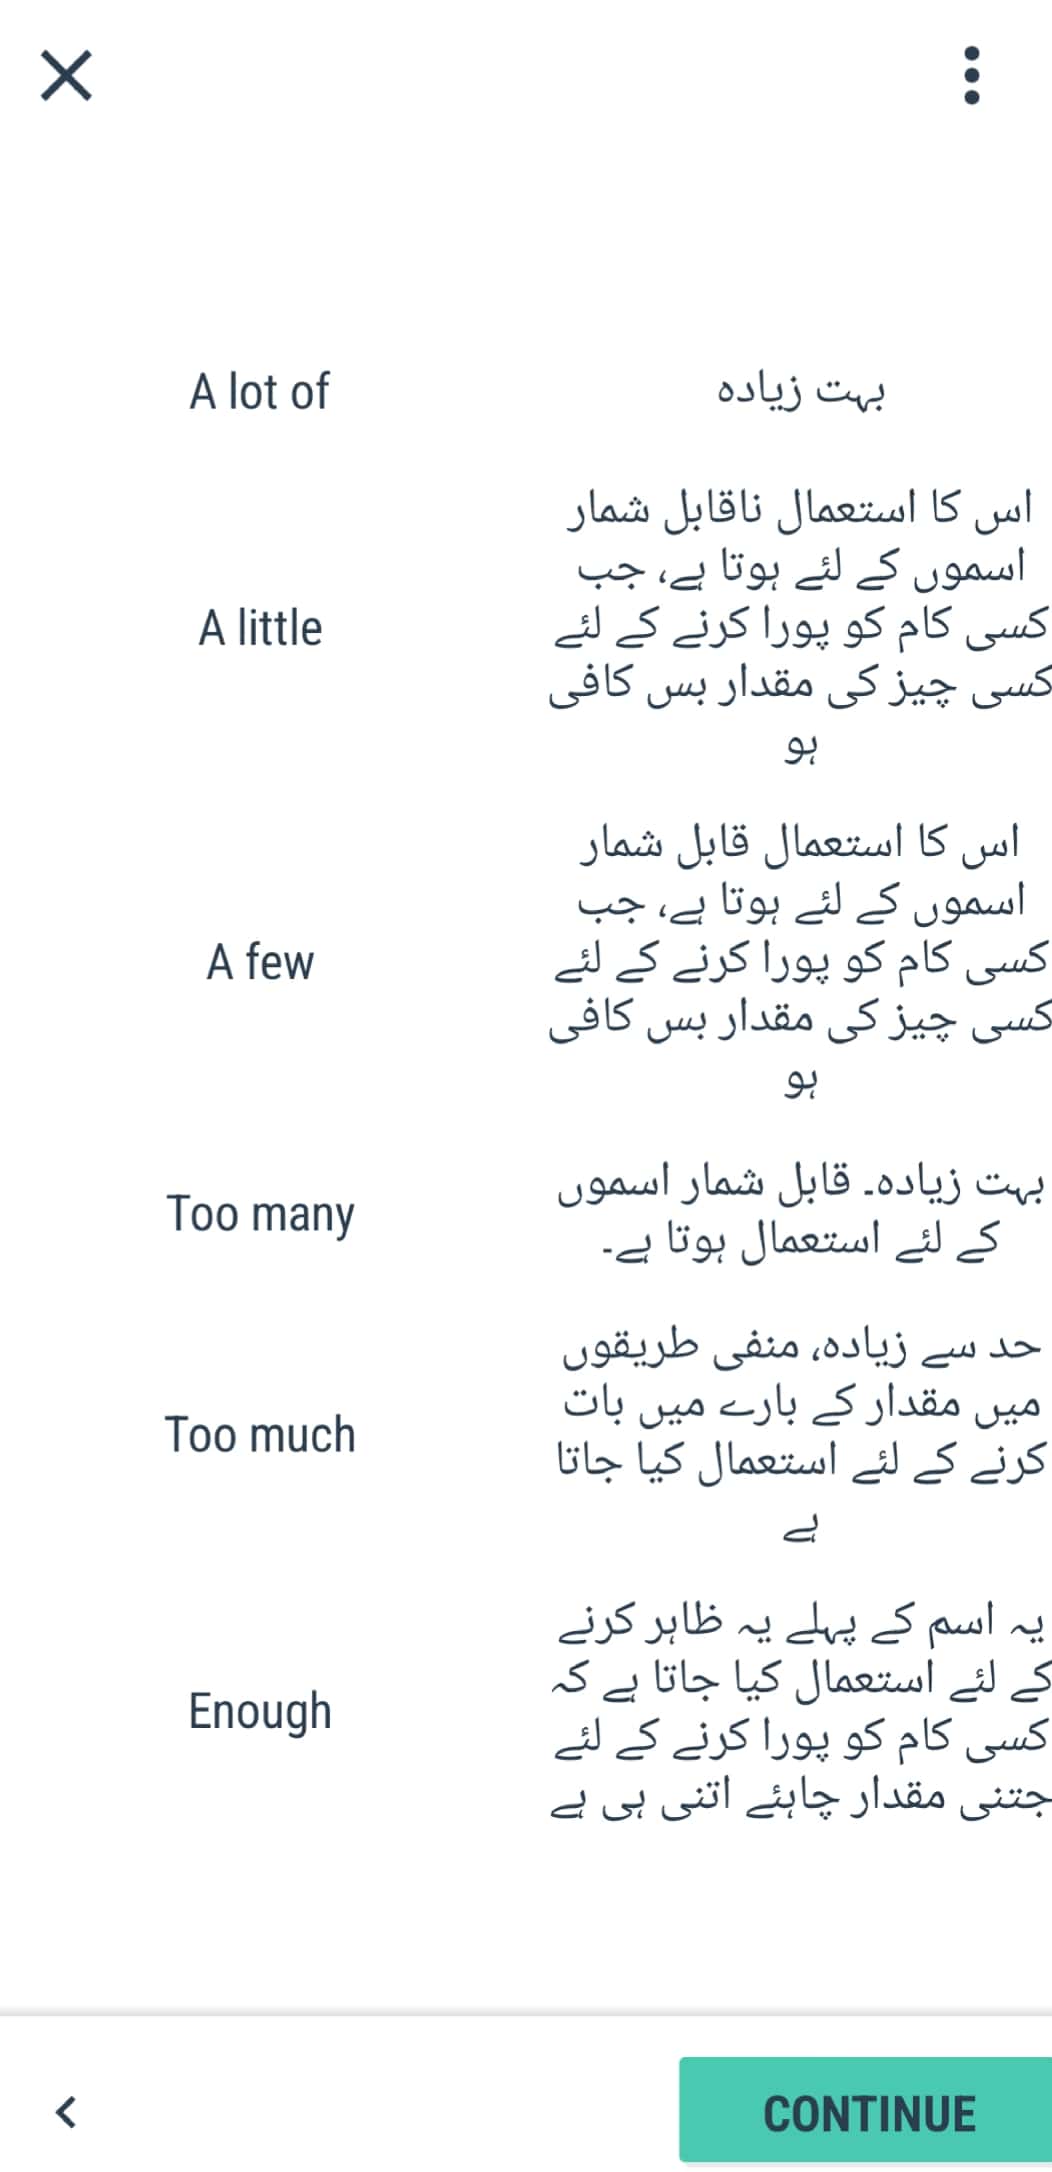 A lot of
بہت زیادہ
A little
اس کا استعمال ناقابل شمار
اسموں کے لئے ہوتا ہے، جب
کسی کام کو پورا کرنے کے لئے
کسی چیز کی مقدار بس کافی
ہو
A few
اس کا استعمال قابل شمار
اسموں کے لئے ہوتا ہے، جب
کسی کام کو پورا کرنے کے لئے
کسی چیز کی مقدار بس کافی
ہو
Too many
بہت زیادہ۔ قابل شمار اسموں
کے لئے استعمال ہوتا ہے۔
Too much
حد سے زیادہ، منفی طریقوں
میں مقدار کے بارے میں بات
کرنے کے لئے استعمال کیا جاتا
ہے
Enough
یہ اسم کے پہلے یہ ظاہر کرنے
کے لئے استعمال کیا جاتا ہے کہ
کسی کام کو پورا کرنے کے لئے
جتنی مقدار چاہئے اتنی ہی ہے
CONTINUE